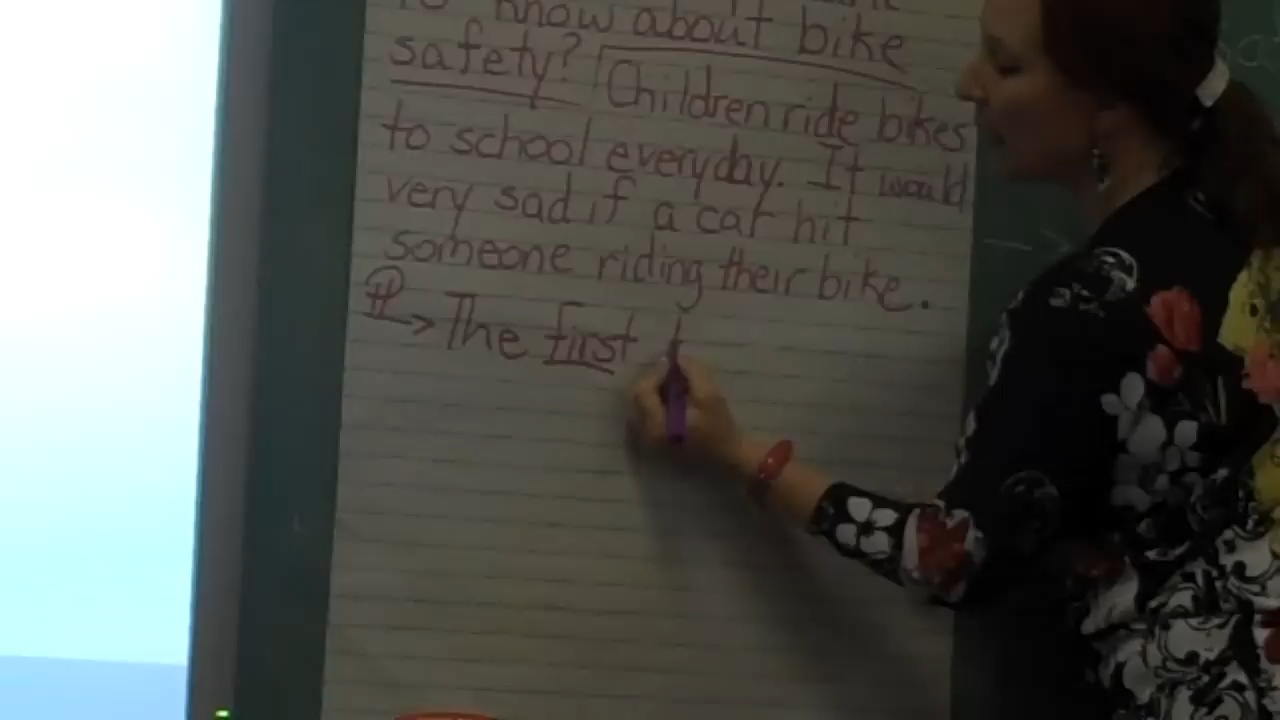 to know about bike
safety? Children ride bikes
to school everyday. It would
very sad if a car hit
someone riding their bike.
The first t